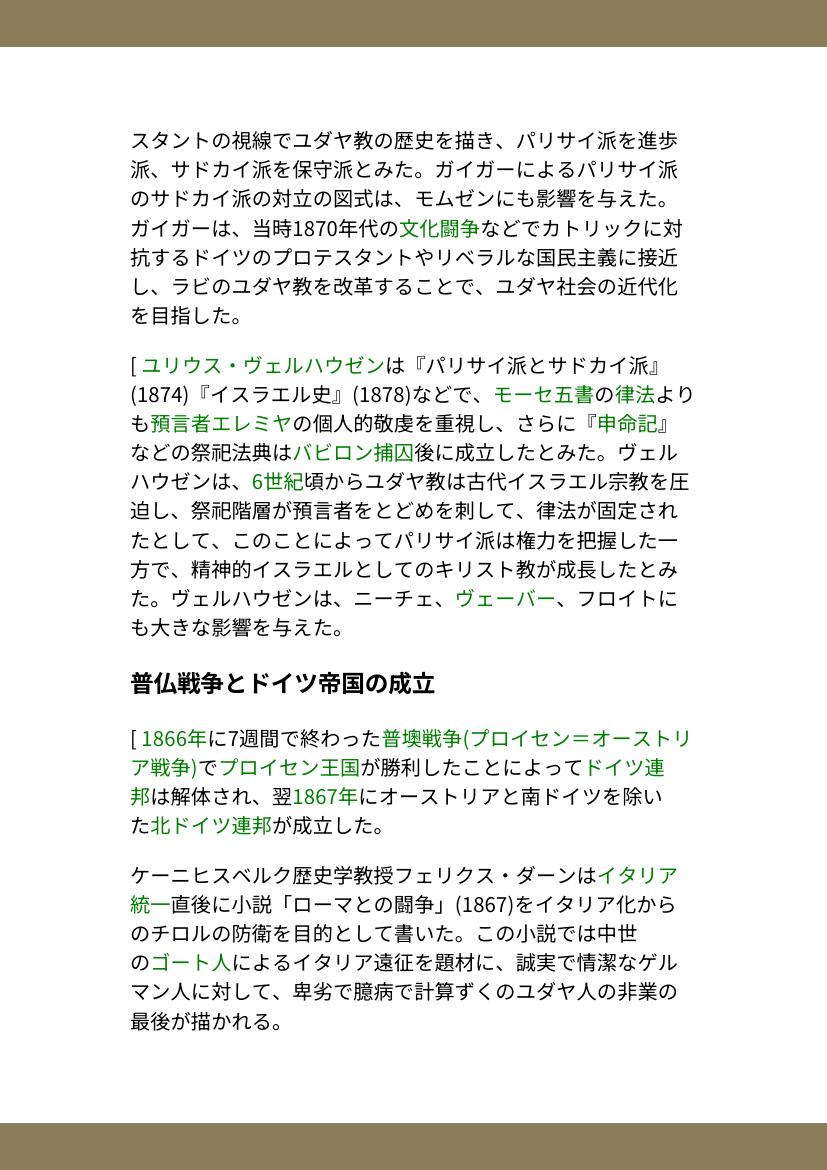 スタントの視線でユダヤ教の歴史を描き、パリサイ派を進歩
派、サドカイ派を保守派とみた。ガイガーによるパリサイ派
のサドカイ派の対立の図式は、モムゼンにも影響を与えた。
ガイガーは、当時1870年代の文化闘争などでカトリックに対
抗するドイツのプロテスタントやリベラルな国民主義に接近
し、ラビのユダヤ教を改革することで、ユダヤ社会の近代化
を目指した。
[ ユリウス・ヴェルハウゼンは『パリサイ派とサドカイ派』
(1874)『イスラエル史』(1878)などで、モーセ五書の律法より
も預言者エレミヤの個人的敬虔を重視し、さらに『申命記』
などの祭祀法典はバビロン捕囚後に成立したとみた。ヴェル
ハウゼンは、6世紀頃からユダヤ教は古代イスラエル宗教を圧
迫し、祭祀階層が預言者をとどめを刺して、律法が固定され
たとして、このことによってパリサイ派は権力を把握した一
方で、精神的イスラエルとしてのキリスト教が成長したとみ
た。ヴェルハウゼンは、ニーチェ、ヴェーバー、フロイトに
も大きな影響を与えた。
普仏戦争とドイツ帝国の成立
[ 1866年に7週間で終わった普墺戦争(プロイセン＝オーストリ
ア戦争)でプロイセン王国が勝利したことによってドイツ連
邦は解体され、翌1867年にオーストリアと南ドイツを除い
た北ドイツ連邦が成立した。
ケーニヒスベルク歴史学教授フェリクス・ダーンはイタリア
統一直後に小説「ローマとの闘争」(1867)をイタリア化から
のチロルの防衛を目的として書いた。この小説では中世
のゴート人によるイタリア遠征を題材に、誠実で情潔なゲル
マン人に対して、卑劣で臆病で計算ずくのユダヤ人の非業の
最後が描かれる。